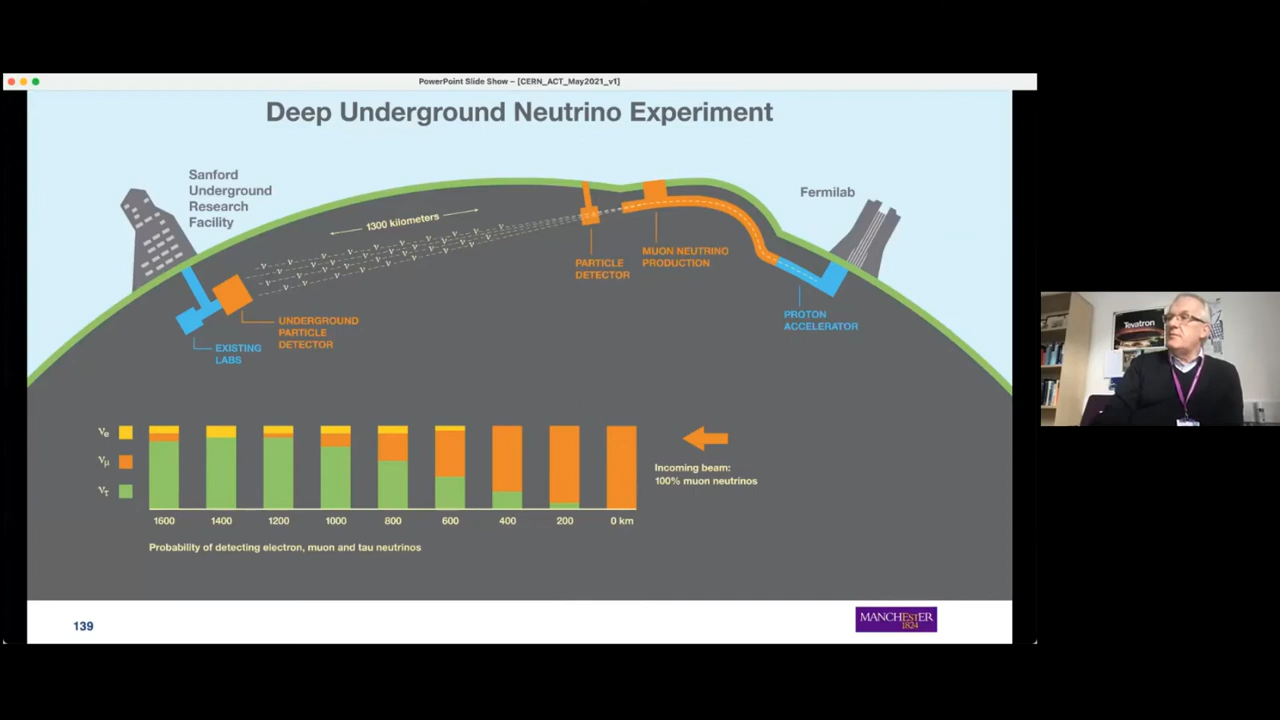 PowerPoint Slide Show – [CERN_ACT_May2021_v1]
Deep Underground Neutrino Experiment
Sanford
Underground
Research
Facility
Fermilab
1300 kilometers
ν ν ν ν ν ν ν ν ν ν
PARTICLE
DETECTOR
MUON NEUTRINO
PRODUCTION
UNDERGROUND
PARTICLE
DETECTOR
EXISTING
LABS
PROTON
ACCELERATOR
Tevatron
νe
νμ
ντ
1600 1400 1200 1000 800 600 400 200 0 km
Incoming beam:
100% muon neutrinos
Probability of detecting electron, muon and tau neutrinos
139
MANCHESTER
1824